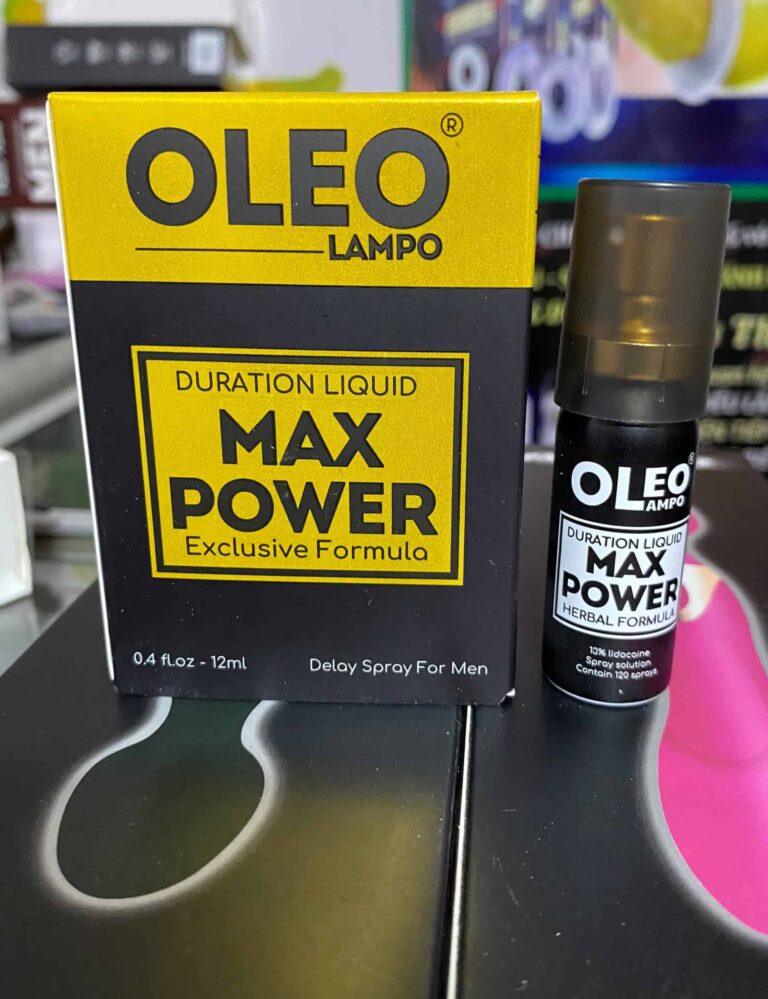 OLEO®
LAMPO
DURATION LIQUID
MAX
POWER
Exclusive Formula
0.4 fl.oz - 12ml
Delay Spray For Men
OLEO®
LAMPO
DURATION LIQUID
MAX
POWER
HERBAL FORMULA
13% lidocaine
Spray solution
Contain 120 sprays